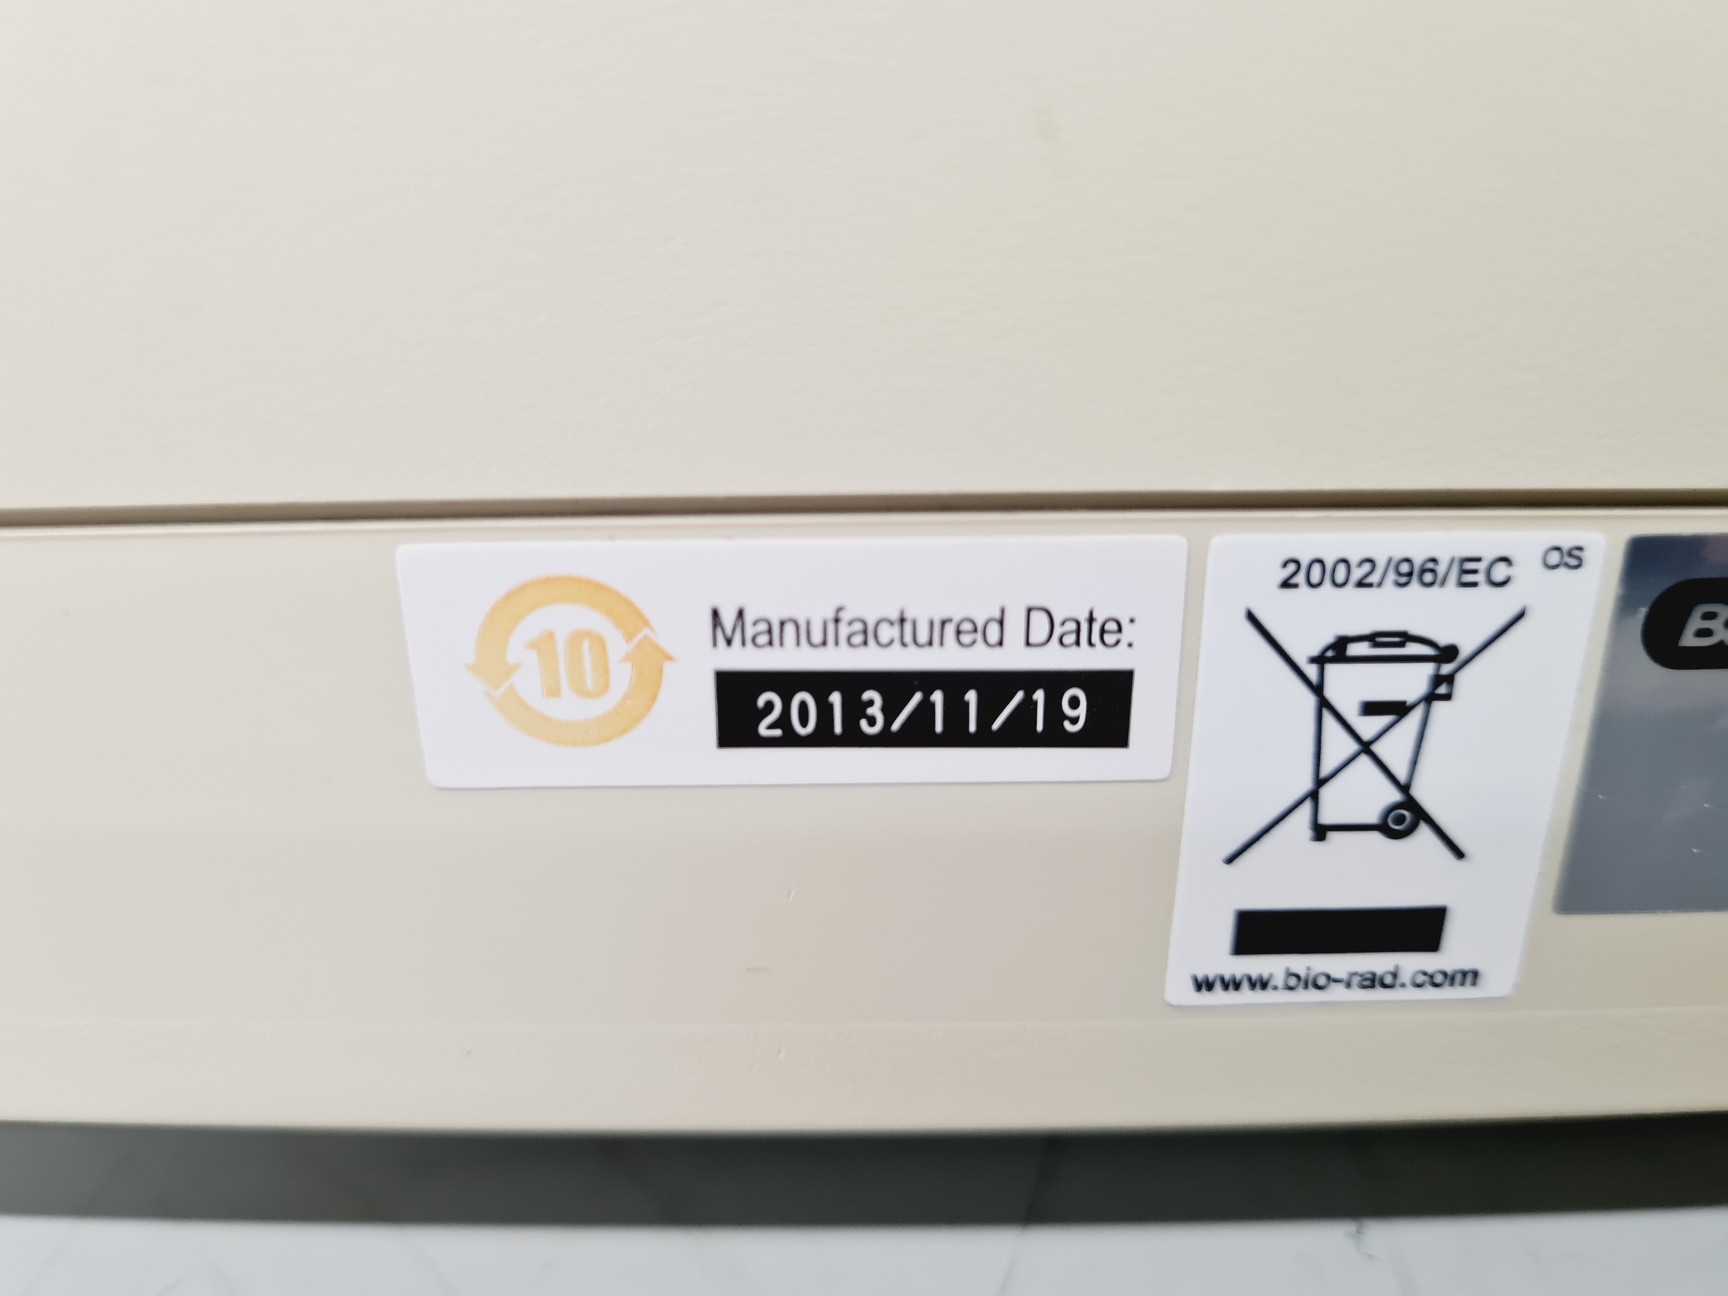 10
Manufactured Date:
2013/11/19
2002/96/EC OS
www.bio-rad.com